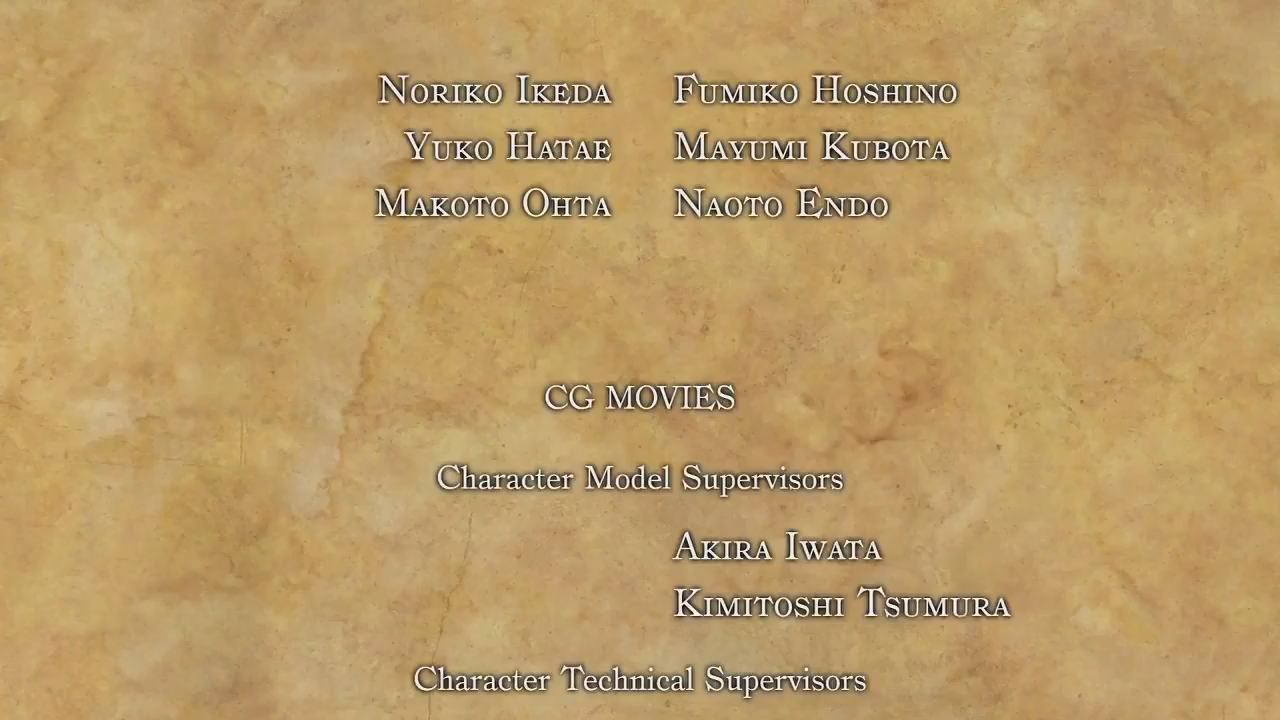 Noriko Ikeda Fumiko Hoshino
Yuko Hatae Mayumi Kubota
Makoto Ohta Naoto Endo
CG MOVIES
Character Model Supervisors
Akira Iwata
Kimitoshi Tsumura
Character Technical Supervisors